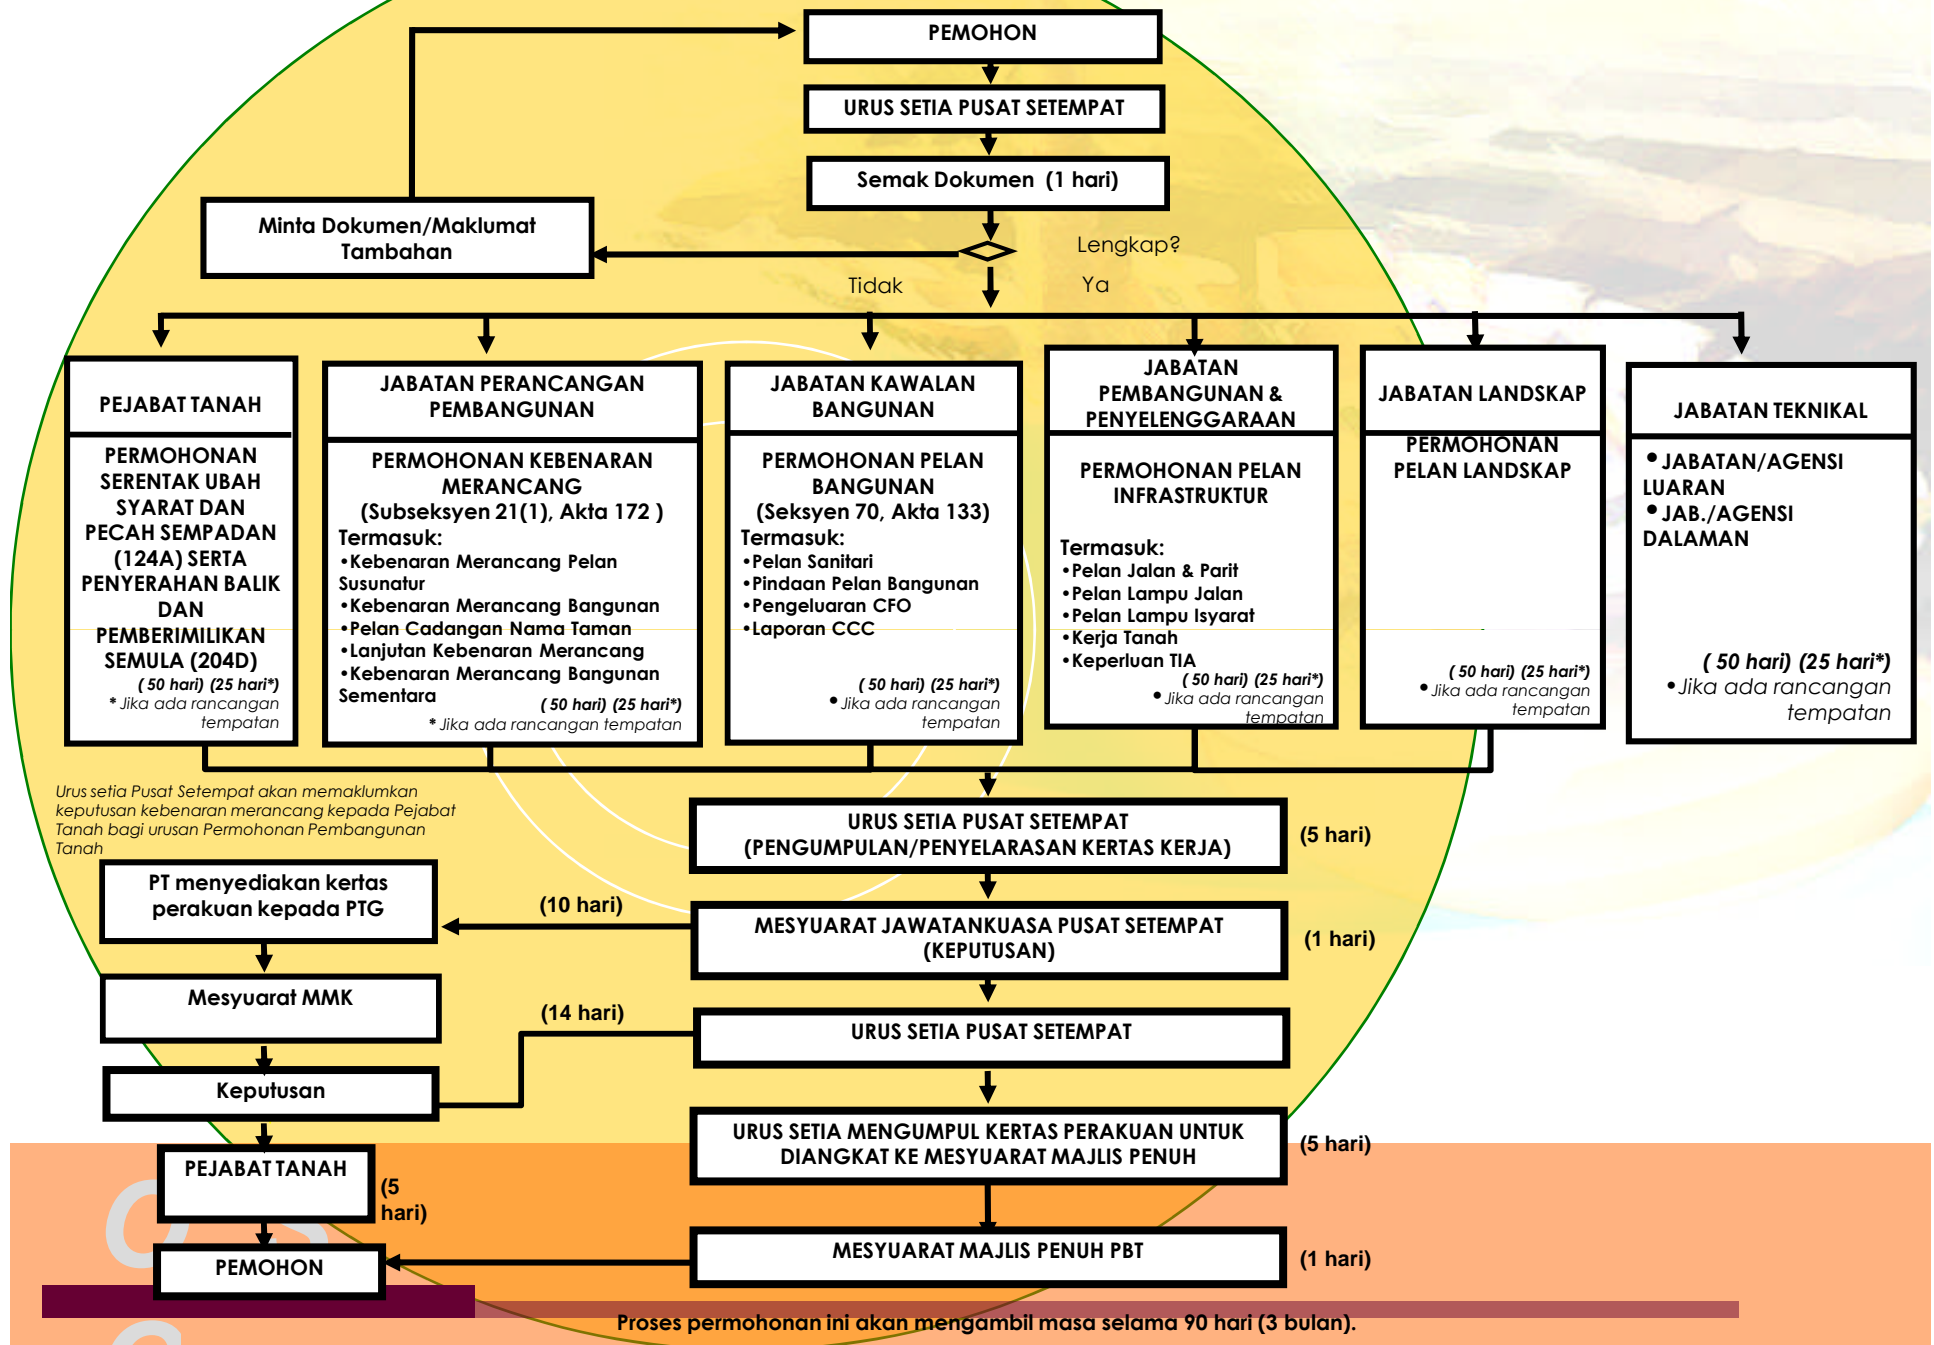 PEMOHON
URUS SETIA PUSAT SETEMPAT
Semak Dokumen (1 hari)
Minta Dokumen/Maklumat
Tambahan
Lengkap?
Tidak
Ya
PEJABAT TANAH
PERMOHONAN
SERENTAK UBAH
SYARAT DAN
PECAH SEMPADAN
(124A) SERTA
PENYERAHAN BALIK
DAN
PEMBERIMILIKAN
SEMULA (204D)
( 50 hari) (25 hari*)
* Jika ada rancangan
tempatan
JABATAN PERANCANGAN
PEMBANGUNAN
PERMOHONAN KEBENARAN
MERANCANG
(Subseksyen 21(1), Akta 172 )
Termasuk:
•Kebenaran Merancang Pelan
Susunatur
•Kebenaran Merancang Bangunan
•Pelan Cadangan Nama Taman
•Lanjutan Kebenaran Merancang
•Kebenaran Merancang Bangunan
Sementara
( 50 hari) (25 hari*)
* Jika ada rancangan tempatan
JABATAN KAWALAN
BANGUNAN
PERMOHONAN PELAN
BANGUNAN
(Seksyen 70, Akta 133)
Termasuk:
•Pelan Sanitari
•Pindaan Pelan Bangunan
•Pengeluaran CFO
•Laporan CCC
( 50 hari) (25 hari*)
•Jika ada rancangan
tempatan
JABATAN
PEMBANGUNAN &
PENYELENGGARAAN
PERMOHONAN PELAN
INFRASTRUKTUR
Termasuk:
•Pelan Jalan & Parit
•Pelan Lampu Jalan
•Pelan Lampu Isyarat
•Kerja Tanah
•Keperluan TIA
( 50 hari) (25 hari*)
•Jika ada rancangan
tempatan
JABATAN LANDSKAP
PERMOHONAN
PELAN LANDSKAP
( 50 hari) (25 hari*)
•Jika ada rancangan
tempatan
JABATAN TEKNIKAL
•JABATAN/AGENSI
LUARAN
•JAB./AGENSI
DALAMAN
( 50 hari) (25 hari*)
•Jika ada rancangan
tempatan
Urus setia Pusat Setempat akan memaklumkan
keputusan kebenaran merancang kepada Pejabat
Tanah bagi urusan Permohonan Pembangunan
Tanah
URUS SETIA PUSAT SETEMPAT
(PENGUMPULAN/PENYELARASAN KERTAS KERJA)
(5 hari)
PT menyediakan kertas
perakuan kepada PTG
(10 hari)
MESYUARAT JAWATANKUASA PUSAT SETEMPAT
(KEPUTUSAN)
(1 hari)
Mesyuarat MMK
(14 hari)
URUS SETIA PUSAT SETEMPAT
Keputusan
URUS SETIA MENGUMPUL KERTAS PERAKUAN UNTUK
DIANGKAT KE MESYUARAT MAJLIS PENUH
(5 hari)
PEJABAT TANAH
(5
hari)
MESYUARAT MAJLIS PENUH PBT
(1 hari)
PEMOHON
Proses permohonan ini akan mengambil masa selama 90 hari (3 bulan).